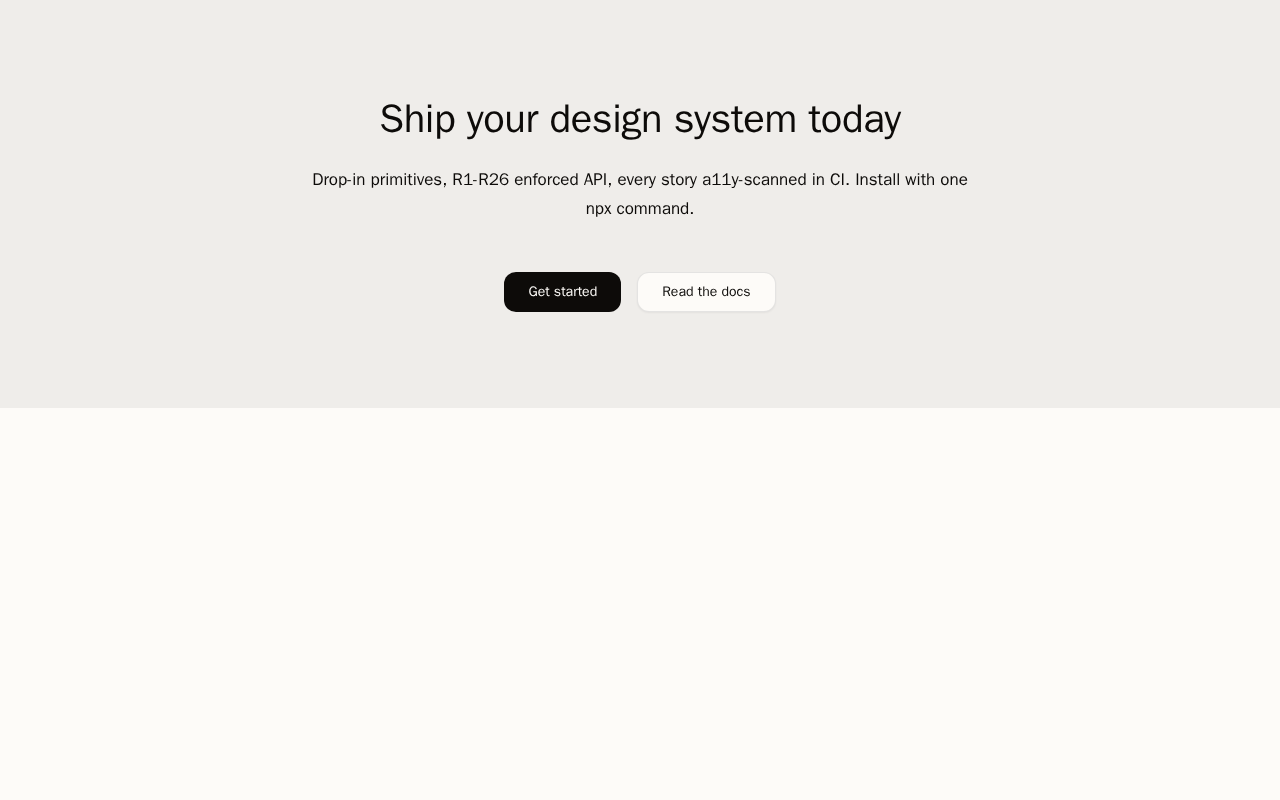 Ship your design system today
Drop-in primitives, R1-R26 enforced API, every story a11y-scanned in CI. Install with one
npx command.
Get started
Read the docs